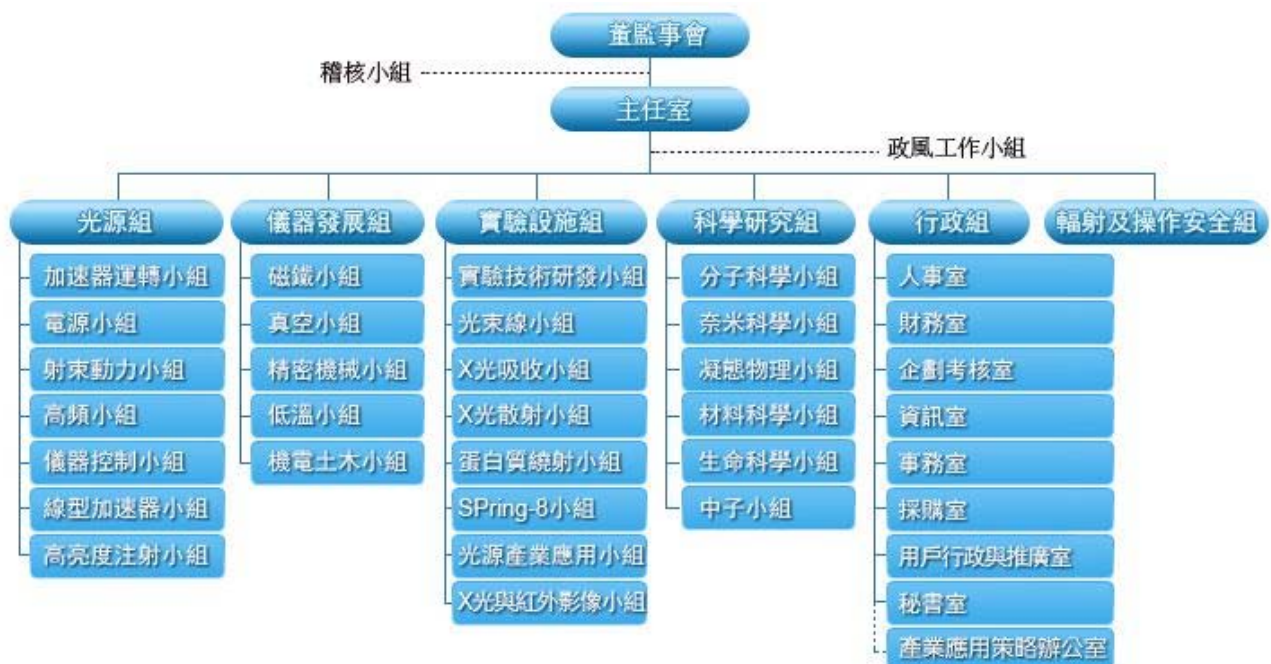 董監事會
稽核小組
主任室
政風工作小組
光源組
加速器運轉小組
電源小組
射束動力小組
高頻小組
儀器控制小組
線型加速器小組
高亮度注射小組
儀器發展組
磁鐵小組
真空小組
精密機械小組
低溫小組
機電土木小組
實驗設施組
實驗技術研發小組
光束線小組
X光吸收小組
X光散射小組
蛋白質繞射小組
SPring-8小組
光源產業應用小組
X光與紅外影像小組
科學研究組
分子科學小組
奈米科學小組
凝態物理小組
材料科學小組
生命科學小組
中子小組
行政組
人事室
財務室
企劃考核室
資訊室
事務室
採購室
用戶行政與推廣室
秘書室
產業應用策略辦公室
輻射及操作安全組